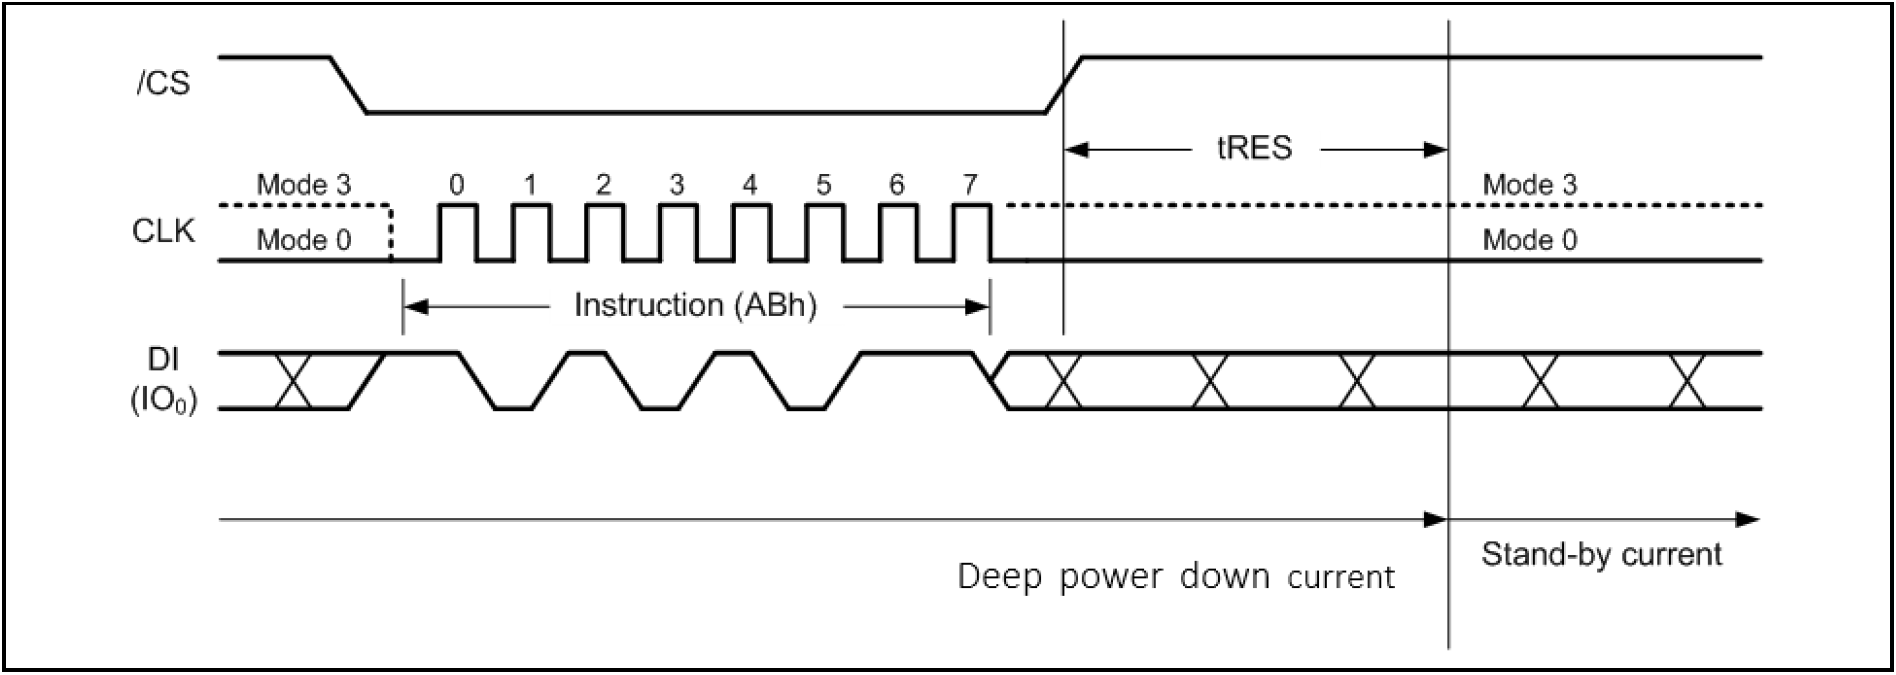 /CS
tRES
Mode 3 0 1 2 3 4 5 6 7 Mode 3
CLK
Mode 0 Mode 0
Instruction (ABh)
DI
(IO₀)
Stand-by current
Deep power down current